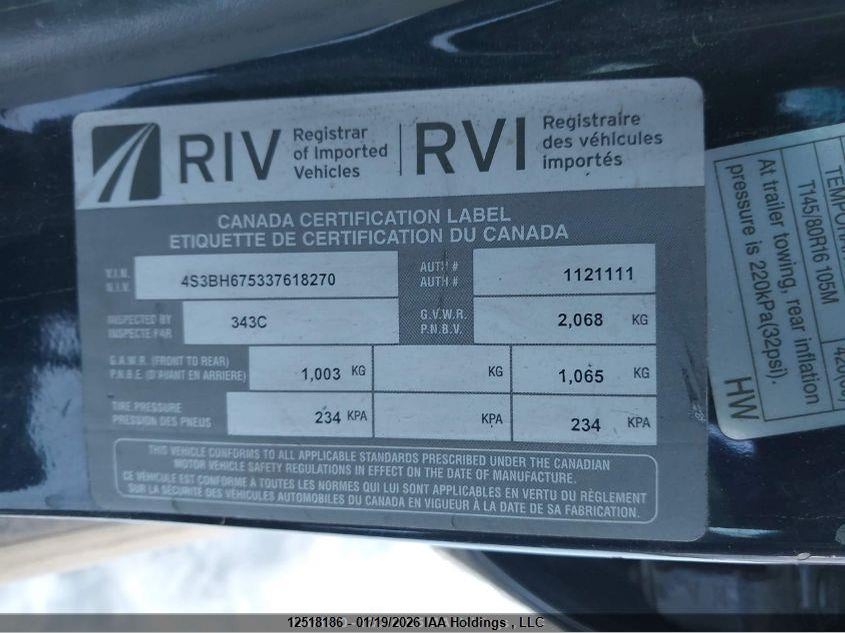 RIV
Registrar
of Imported
Vehicles
RVI
Registraire
des véhicules
importés
CANADA CERTIFICATION LABEL
ETIQUETTE DE CERTIFICATION DU CANADA
V.I.N.
N.I.V.
4S3BH675337618270
AUTH #
AUTH #
1121111
INSPECTED BY
INSPECTE PAR
343C
G.V.W.R.
P.N.B.V.
2,068 KG
G.A.W.R. (FRONT TO REAR)
P.N.B.E. (D'AVANT EN ARRIERE)
1,003 KG
KG
1,065 KG
TIRE PRESSURE
PRESSION DES PNEUS
234 KPA
KPA
234 KPA
THIS VEHICLE CONFORMS TO ALL APPLICABLE STANDARDS PRESCRIBED UNDER THE CANADIAN
MOTOR VEHICLE SAFETY REGULATIONS IN EFFECT ON THE DATE OF MANUFACTURE.
CE VÉHICULE EST CONFORME A TOUTES LES NORMES QUI LUI SONT APPLICABLES EN VERTU DU RÈGLEMENT
SUR LA SÉCURITÉ DES VÉHICULES AUTOMOBILES DU CANADA EN VIGUEUR À LA DATE DE SA FABRICATION.
T145/80R16 105M
At trailer towing, rear inflation
pressure is 220kPa(32psi).
HW
12518186 - 01/19/2026 IAA Holdings , LLC